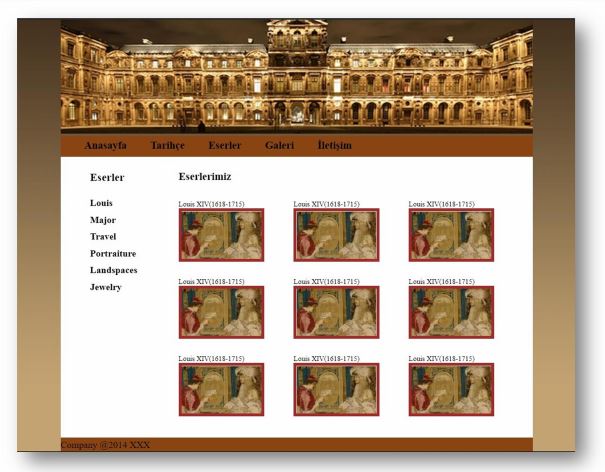 Anasayfa Tarihçe Eserler Galeri İletişim
Eserler
Louis
Major
Travel
Portraiture
Landspaces
Jewelry
Eserlerimiz
Louis XIV(1618-1715) Louis XIV(1618-1715) Louis XIV(1618-1715)
Louis XIV(1618-1715) Louis XIV(1618-1715) Louis XIV(1618-1715)
Louis XIV(1618-1715) Louis XIV(1618-1715) Louis XIV(1618-1715)
Company @2014 XXX